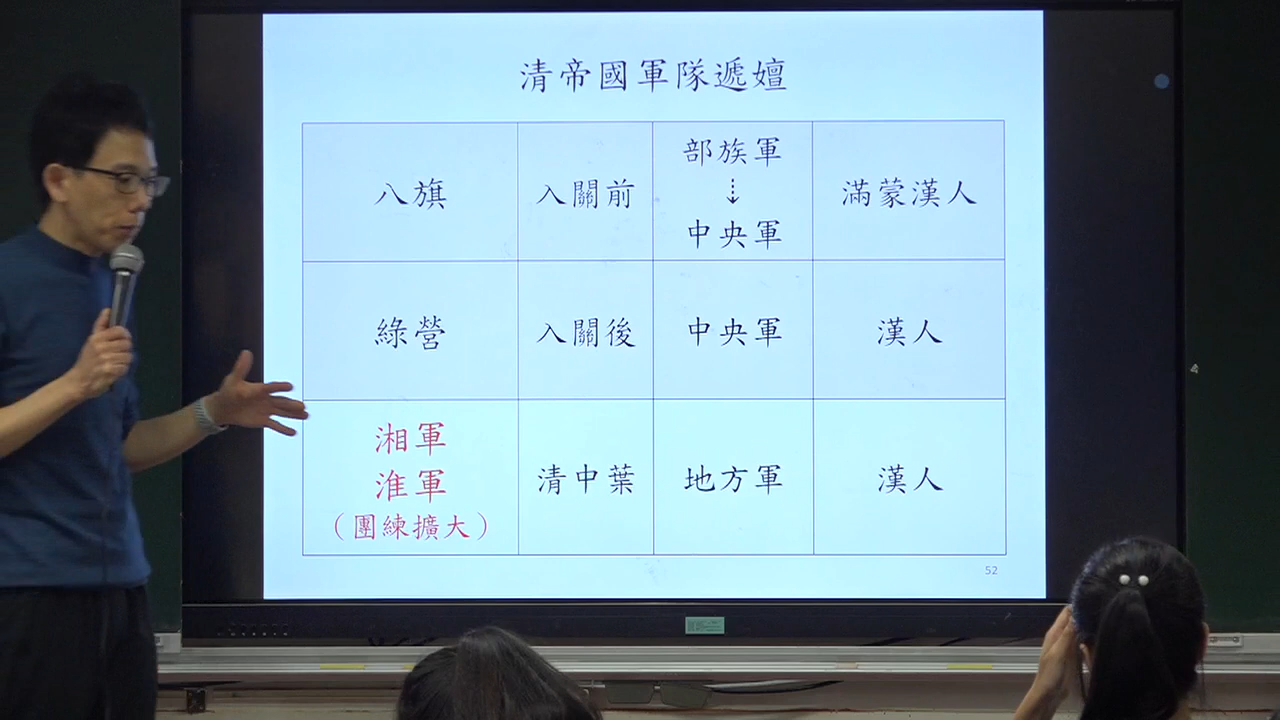 清帝國軍隊遞嬗
八旗
入關前
部族軍
⇣
中央軍
滿蒙漢人
綠營
入關後
中央軍
漢人
湘軍
淮軍
（團練擴大）
清中葉
地方軍
漢人
52